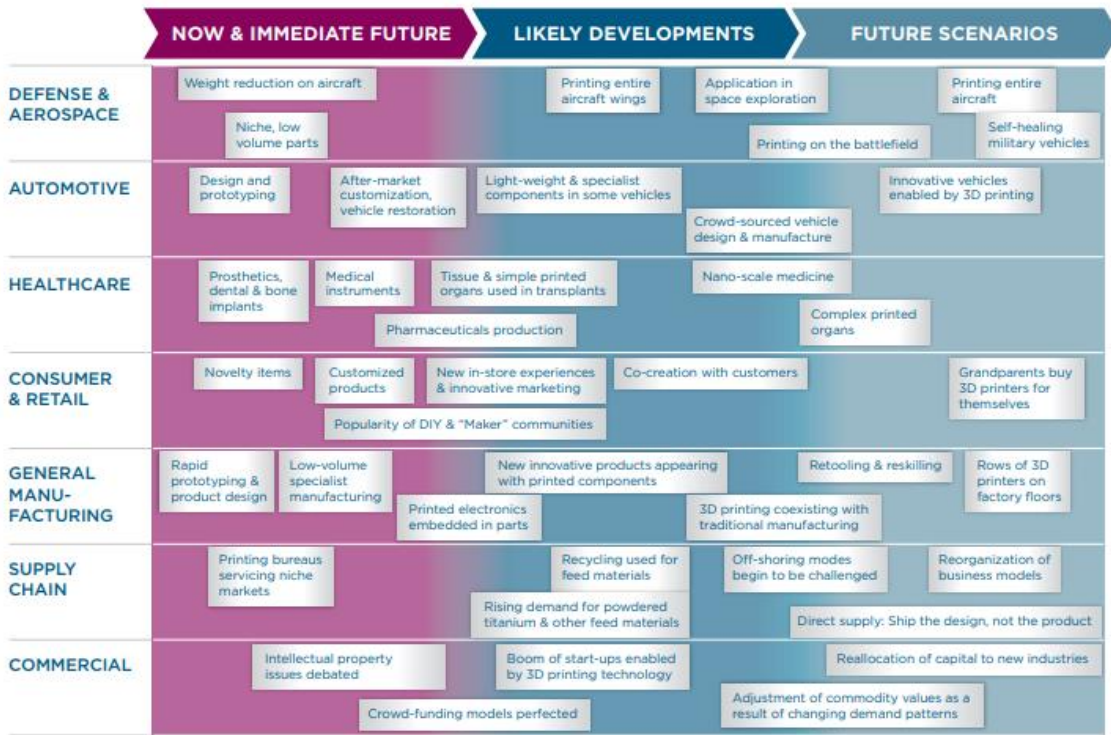 NOW & IMMEDIATE FUTURE
LIKELY DEVELOPMENTS
FUTURE SCENARIOS
DEFENSE &
AEROSPACE
Weight reduction on aircraft
Niche, low
volume parts
Printing entire
aircraft wings
Application in
space exploration
Printing on the battlefield
Printing entire
aircraft
Self-healing
military vehicles
AUTOMOTIVE
Design and
prototyping
After-market
customization,
vehicle restoration
Light-weight & specialist
components in some vehicles
Crowd-sourced vehicle
design & manufacture
Innovative vehicles
enabled by 3D printing
HEALTHCARE
Prosthetics,
dental & bone
implants
Medical
instruments
Tissue & simple printed
organs used in transplants
Pharmaceuticals production
Nano-scale medicine
Complex printed
organs
CONSUMER
& RETAIL
Novelty items
Customized
products
New in-store experiences
& innovative marketing
Popularity of DIY & "Maker" communities
Co-creation with customers
Grandparents buy
3D printers for
themselves
GENERAL
MANU-
FACTURING
Rapid
prototyping &
product design
Low-volume
specialist
manufacturing
Printed electronics
embedded in parts
New innovative products appearing
with printed components
3D printing coexisting with
traditional manufacturing
Retooling & reskilling
Rows of 3D
printers on
factory floors
SUPPLY
CHAIN
Printing bureaus
servicing niche
markets
Recycling used for
feed materials
Rising demand for powdered
titanium & other feed materials
Off-shoring modes
begin to be challenged
Reorganization of
business models
Direct supply: Ship the design, not the product
COMMERCIAL
Intellectual property
issues debated
Crowd-funding models perfected
Boom of start-ups enabled
by 3D printing technology
Adjustment of commodity values as a
result of changing demand patterns
Reallocation of capital to new industries